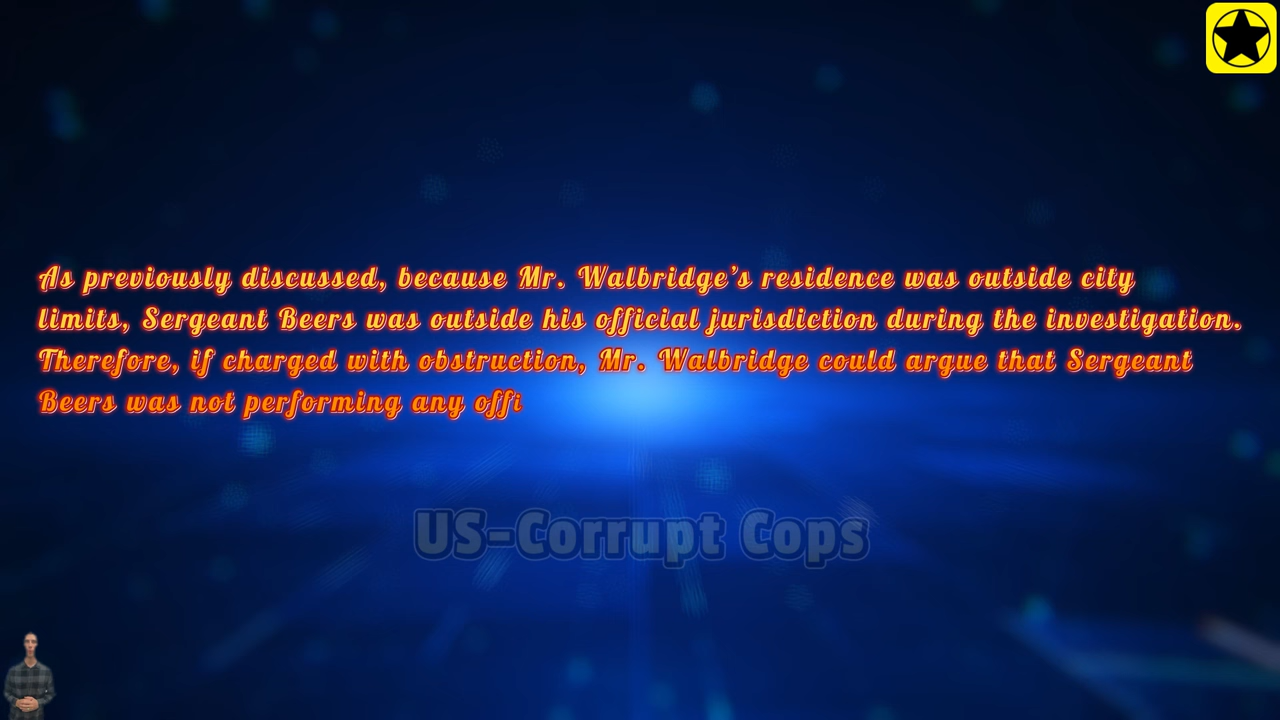 As previously discussed, because Mr. Walbridge's residence was outside city
limits, Sergeant Beers was outside his official jurisdiction during the investigation.
Therefore, if charged with obstruction, Mr. Walbridge could argue that Sergeant
Beers was not performing any offi
US-Corrupt Cops